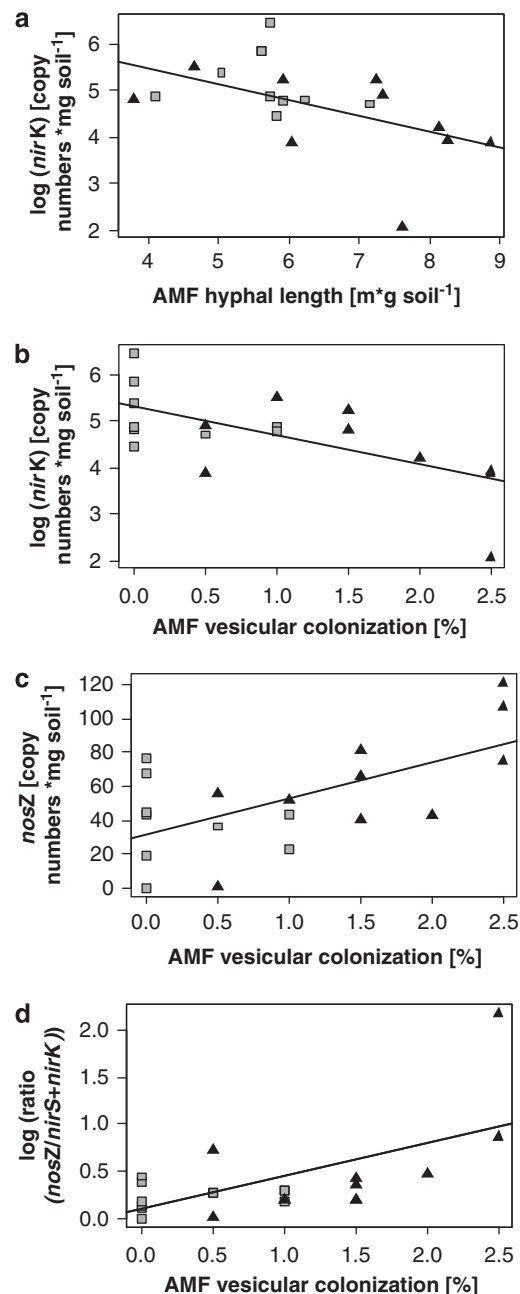 a
log (nirK) [copy
numbers *mg soil-1]
6
5
4
3
2
4 5 6 7 8 9
AMF hyphal length [m*g soil-1]
b
log (nirK) [copy
numbers *mg soil-1]
6
5
4
3
2
0.0 0.5 1.0 1.5 2.0 2.5
AMF vesicular colonization [%]
c
nosZ [copy
numbers *mg soil-1]
120
100
80
60
40
20
0
0.0 0.5 1.0 1.5 2.0 2.5
AMF vesicular colonization [%]
d
log (ratio
(nosZ/nirS+nirK))
2.0
1.5
1.0
0.5
0.0
0.0 0.5 1.0 1.5 2.0 2.5
AMF vesicular colonization [%]